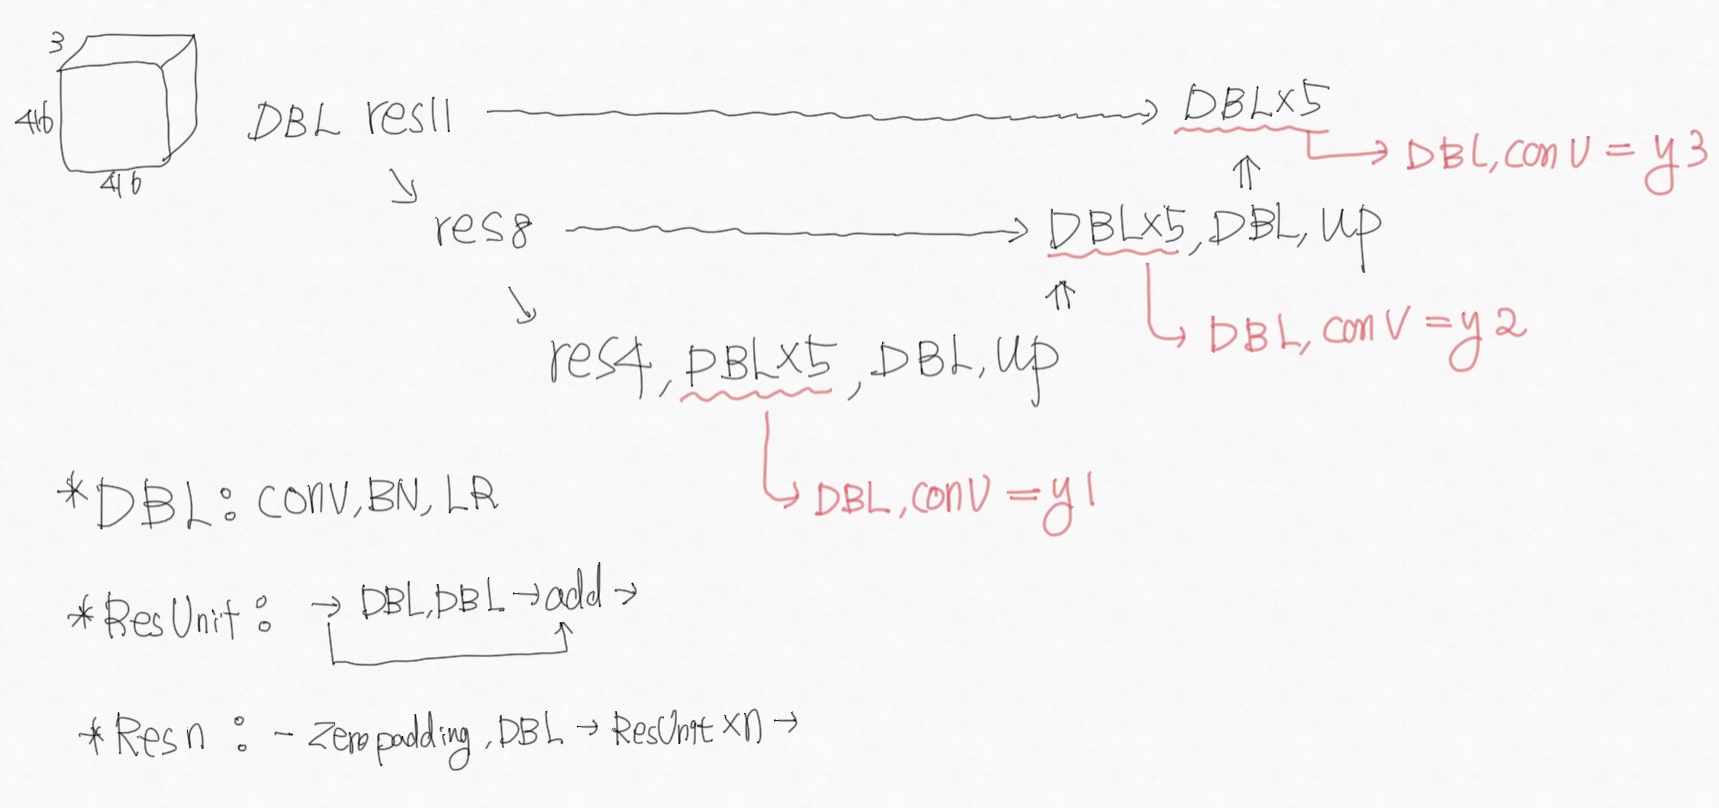 3
416
416
DBL res11 → DBLx5
→ DBL, conv = y3
res8 → DBLx5, DBL, up
→ DBL, conv = y2
res4, DBLx5, DBL, up
→ DBL, conv = y1
*DBL: conv, BN, LR
*ResUnit: → DBL, DBL → add →
*Resn: - Zero padding, DBL → ResUnit xn →